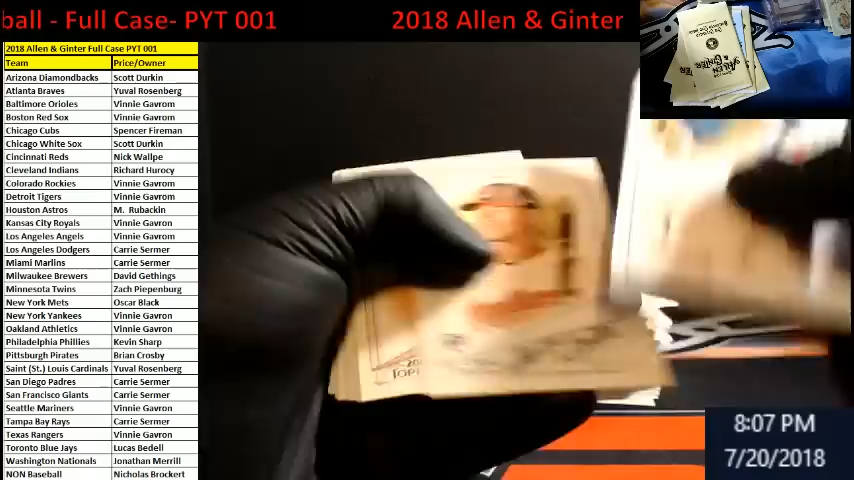 ball - Full Case- PYT 001 2018 Allen & Ginter
2018 Allen & Ginter Full Case PYT 001
Team Price/Owner
Arizona Diamondbacks Scott Durkin
Atlanta Braves Yuval Rosenberg
Baltimore Orioles Vinnie Gavrom
Boston Red Sox Vinnie Gavrom
Chicago Cubs Spencer Fireman
Chicago White Sox Scott Durkin
Cincinnati Reds Nick Wallpe
Cleveland Indians Richard Hurocy
Colorado Rockies Vinnie Gavrom
Detroit Tigers Vinnie Gavrom
Houston Astros M. Rubackin
Kansas City Royals Vinnie Gavron
Los Angeles Angels Vinnie Gavrom
Los Angeles Dodgers Carrie Sermer
Miami Marlins Carrie Sermer
Milwaukee Brewers David Gethings
Minnesota Twins Zach Piepenburg
New York Mets Oscar Black
New York Yankees Vinnie Gavron
Oakland Athletics Vinnie Gavron
Philadelphia Phillies Kevin Sharp
Pittsburgh Pirates Brian Crosby
Saint (St.) Louis Cardinals Yuval Rosenberg
San Diego Padres Carrie Sermer
San Francisco Giants Carrie Sermer
Seattle Mariners Vinnie Gavron
Tampa Bay Rays Carrie Sermer
Texas Rangers Vinnie Gavron
Toronto Blue Jays Lucas Bedell
Washington Nationals Jonathan Merrill
NON Baseball Nicholas Brockert
ALLEN
& GINTER
8:07 PM
7/20/2018